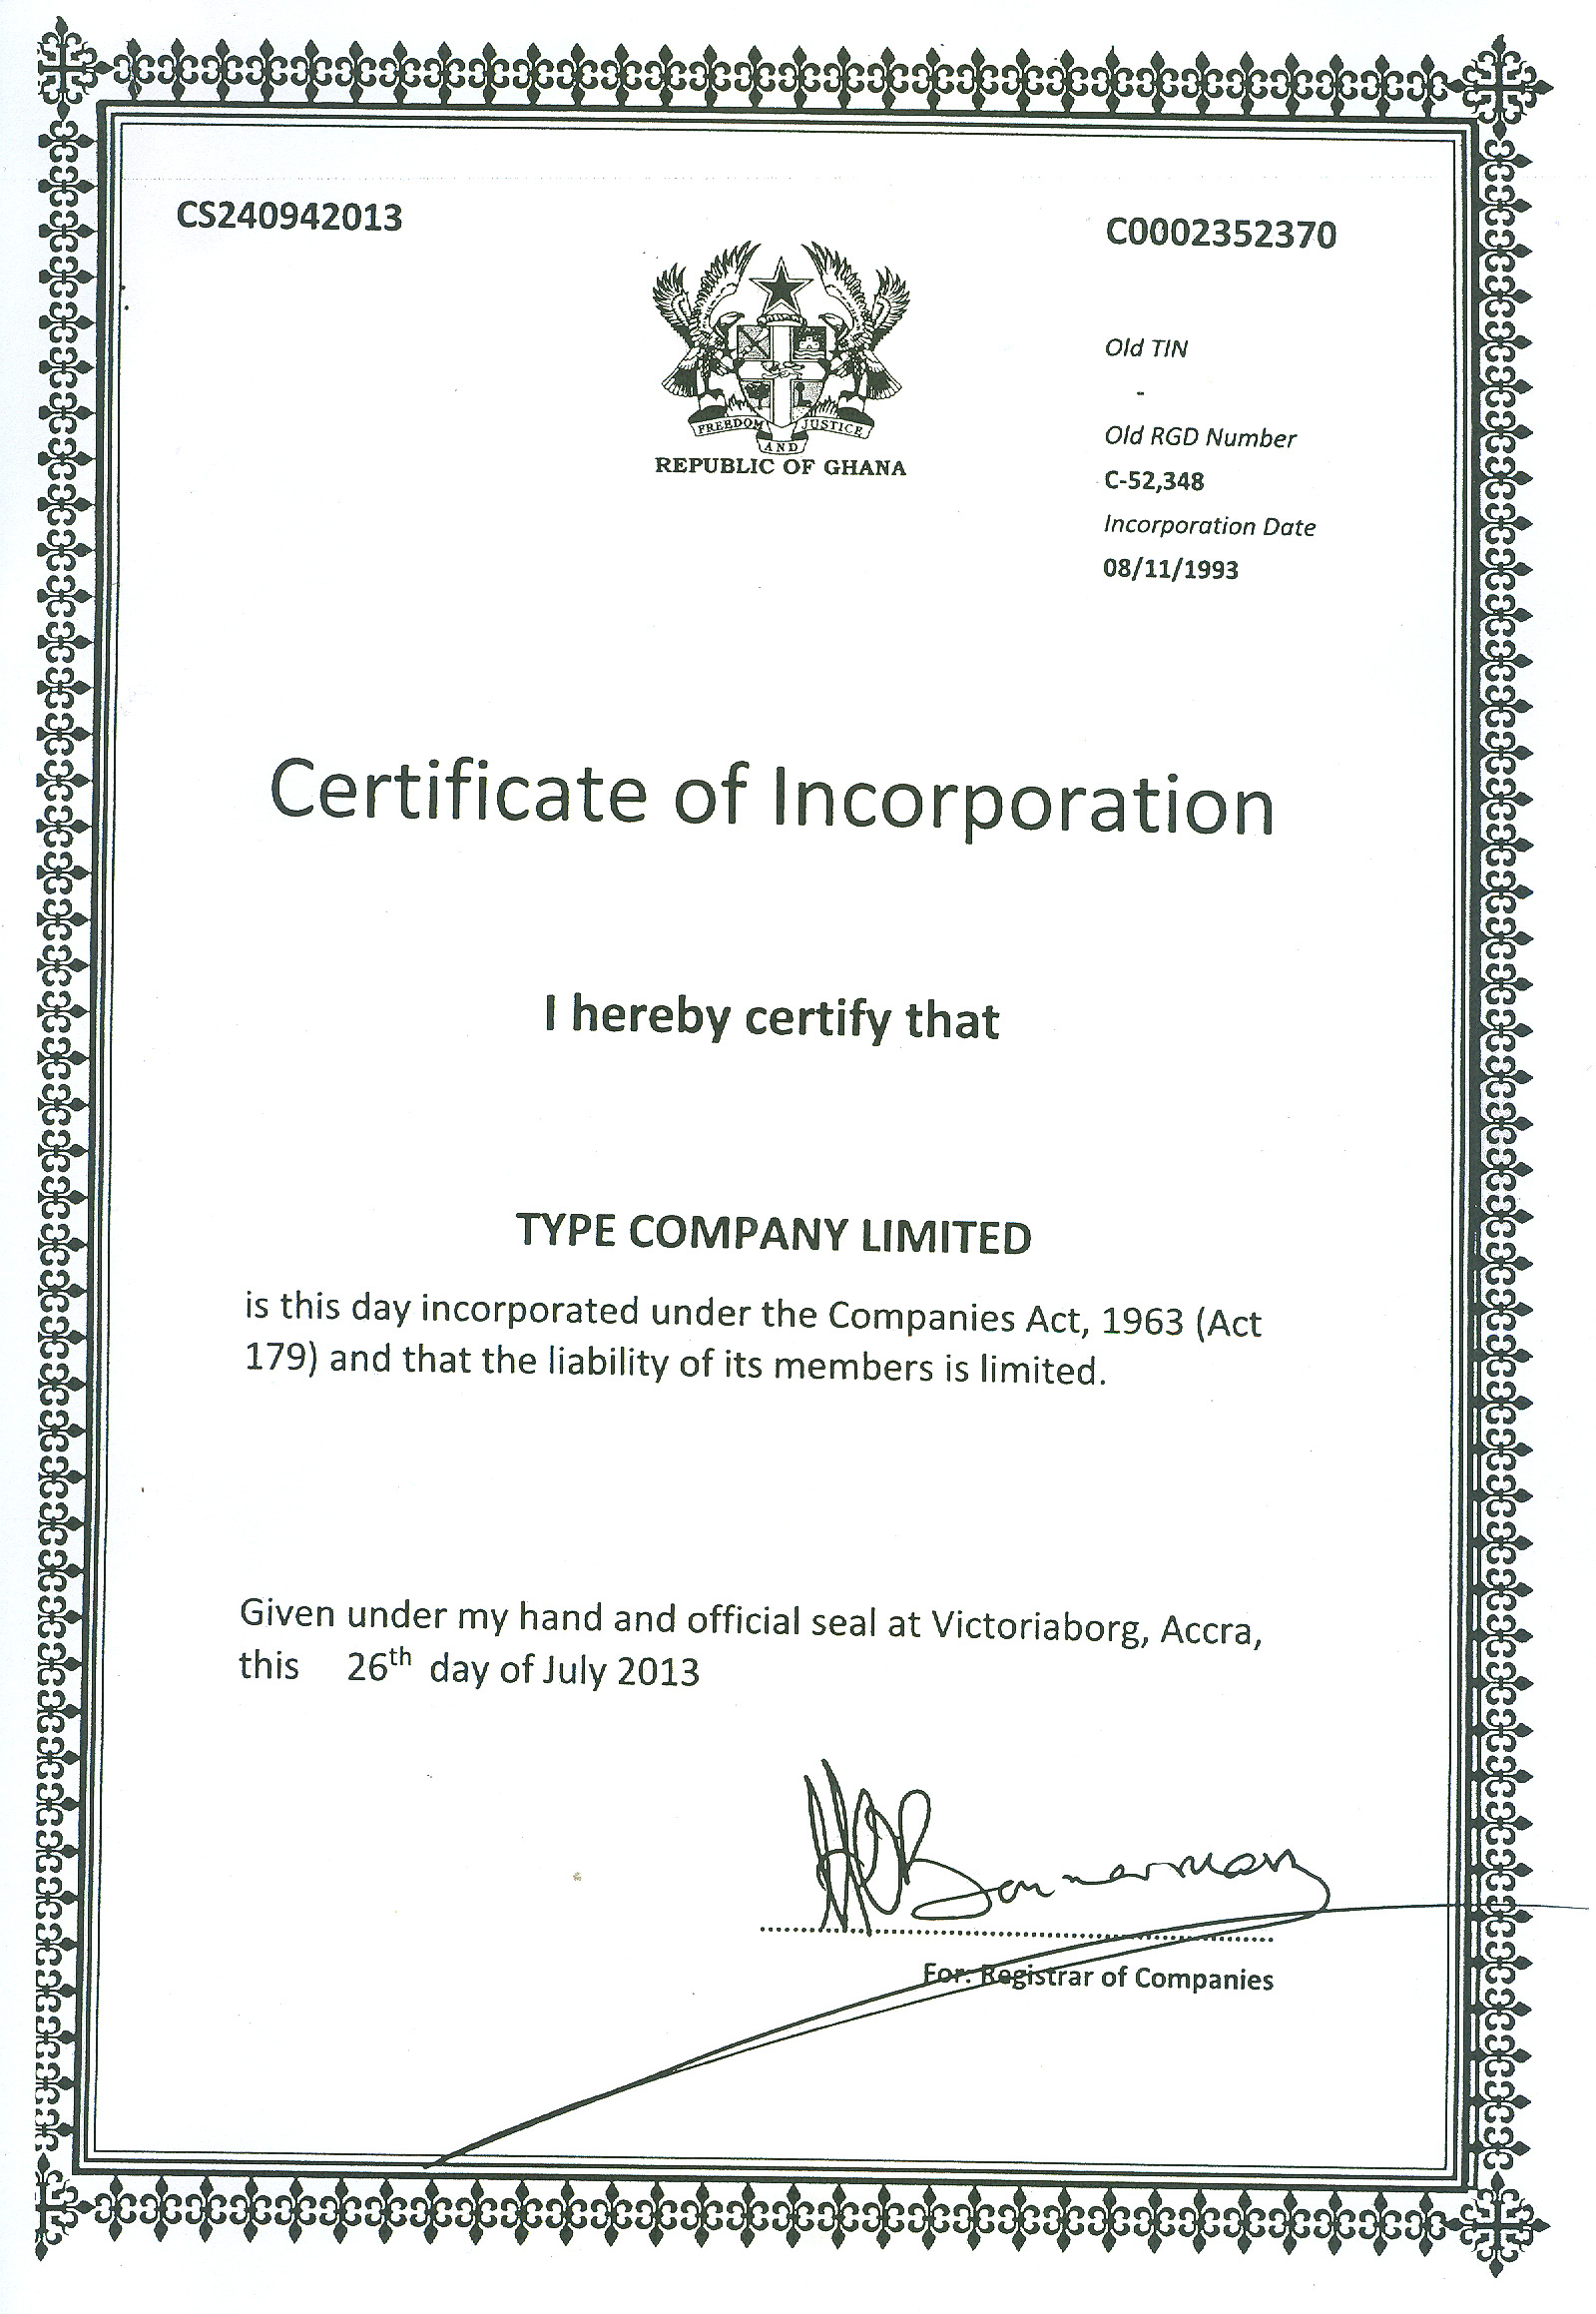 CS240942013
C0002352370
FREEDOM AND JUSTICE
REPUBLIC OF GHANA
Old TIN
-
Old RGD Number
C-52,348
Incorporation Date
08/11/1993
Certificate of Incorporation
I hereby certify that
TYPE COMPANY LIMITED
is this day incorporated under the Companies Act, 1963 (Act
179) and that the liability of its members is limited.
Given under my hand and official seal at Victoriaborg, Accra,
this 26th day of July 2013
For: Registrar of Companies